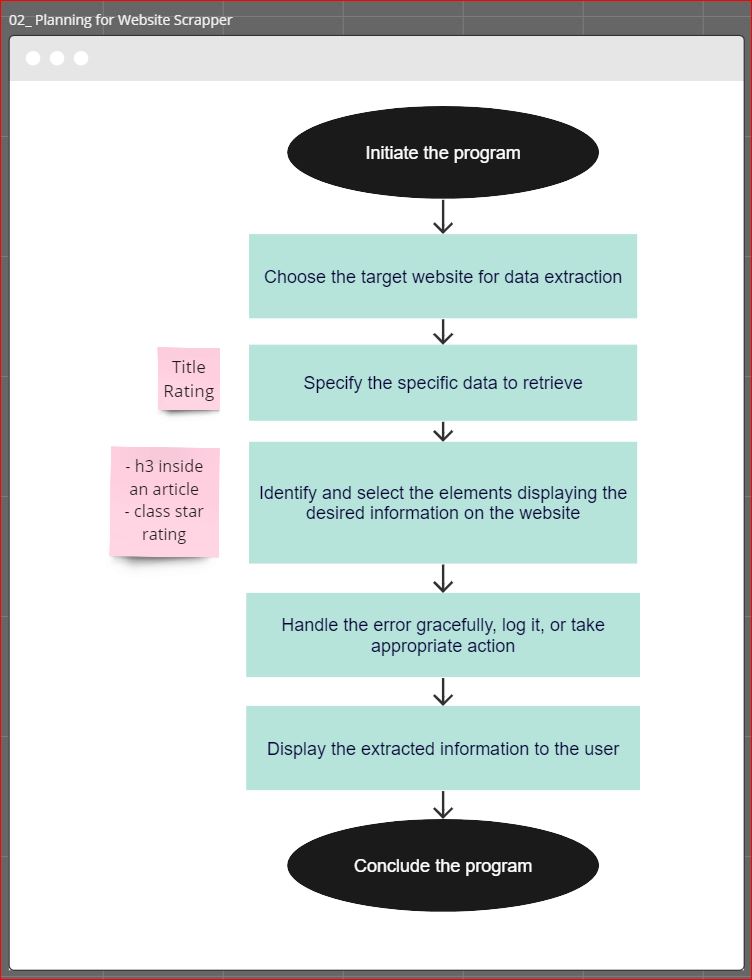 02_ Planning for Website Scrapper
Initiate the program
Choose the target website for data extraction
Title
Rating
Specify the specific data to retrieve
- h3 inside
an article
- class star
rating
Identify and select the elements displaying the
desired information on the website
Handle the error gracefully, log it, or take
appropriate action
Display the extracted information to the user
Conclude the program